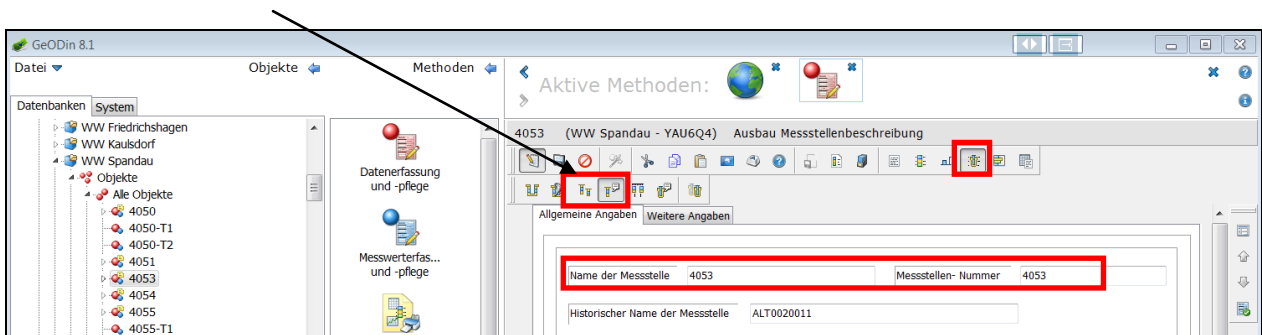 GeODin 8.1
Datei
Objekte
Methoden
Aktive Methoden:
Datenbanken System
WW Friedrichshagen
WW Kaulsdorf
WW Spandau
Objekte
Alle Objekte
4050
4050-T1
4050-T2
4051
4053
4054
4055
4055-T1
Datenerfassung
und -pflege
Messwerterfas...
und -pflege
4053 (WW Spandau - YAU6Q4) Ausbau Messstellenbeschreibung
Allgemeine Angaben Weitere Angaben
Name der Messstelle 4053 Messstellen- Nummer 4053
Historischer Name der Messstelle ALT0020011